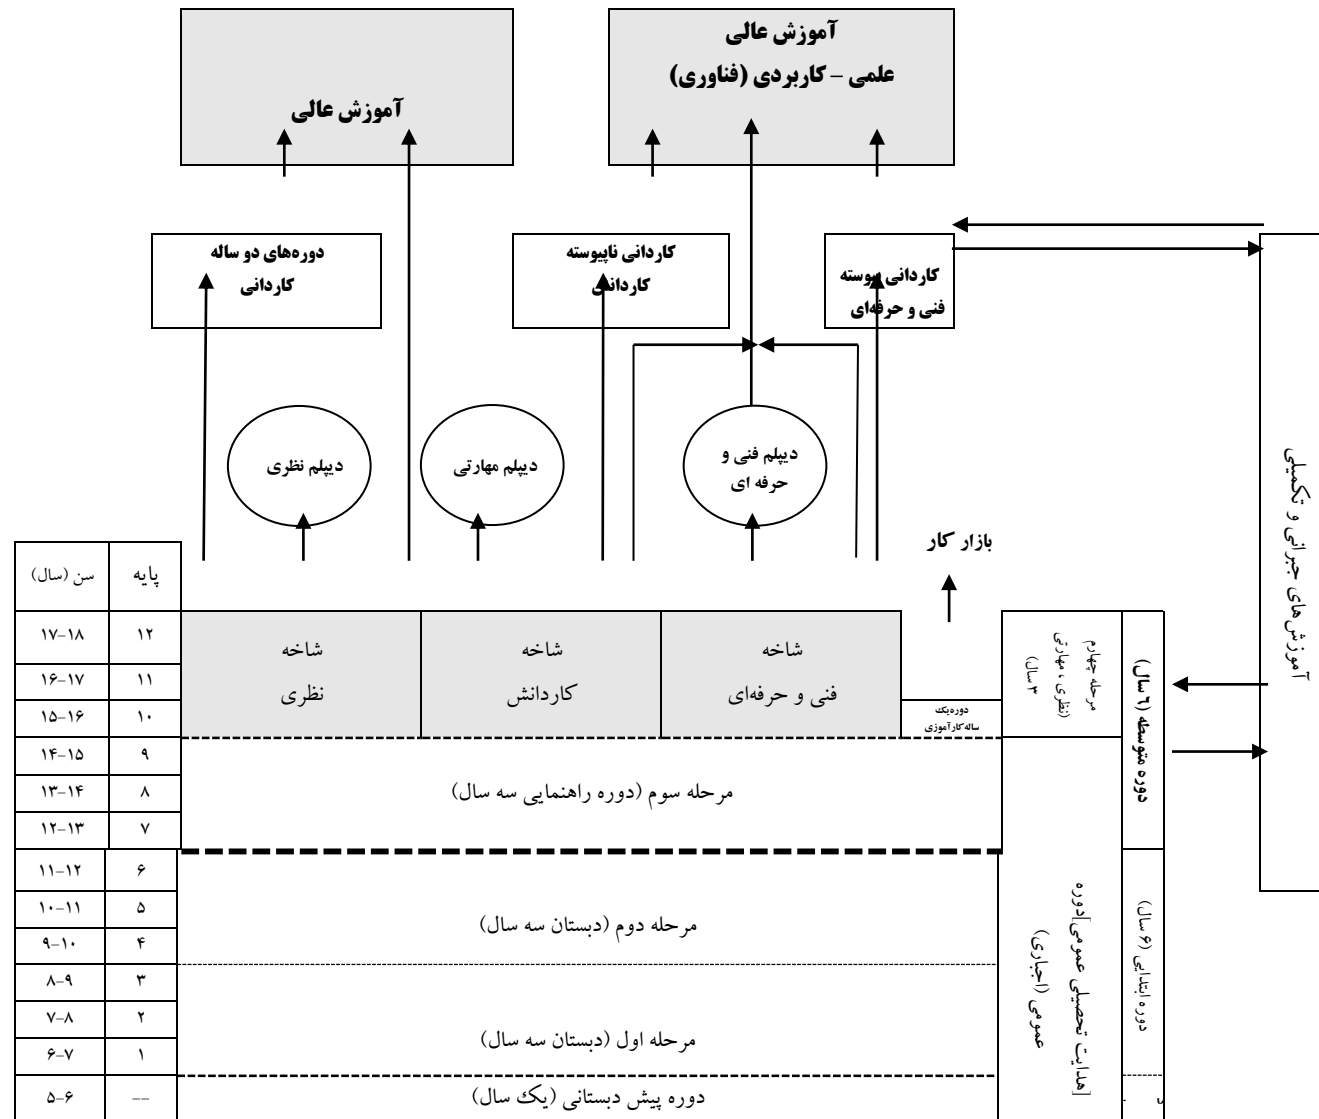 آموزش عالی
علمی – کاربردی (فناوری)
آموزش عالی
کاردانی پیوسته
فنی و حرفه‌ای
کاردانی ناپیوسته
کاردانش
دوره‌های دو ساله
کاردانی
دیپلم فنی و
حرفه ای
دیپلم مهارتی
دیپلم نظری
آموزش‌های جبرانی و تکمیلی
بازار کار
پایه
سن (سال)
۱۲
۱۷–۱۸
۱۱
۱۶–۱۷
۱۰
۱۵–۱۶
۹
۱۴–۱۵
۸
۱۳–۱۴
۷
۱۲–۱۳
۶
۱۱–۱۲
۵
۱۰–۱۱
۴
۹–۱۰
۳
۸–۹
۲
۷–۸
۱
۶–۷
––
۵–۶
شاخه
فنی و حرفه‌ای
شاخه
کاردانش
شاخه
نظری
دوره‌یک
ساله‌کارآموزی
مرحله چهارم
(نظری ، مهارتی
۳ سال)
دوره متوسطه (٦ سال)
مرحله سوم (دوره راهنمایی سه سال)
مرحله دوم (دبستان سه سال)
مرحله اول (دبستان سه سال)
دوره پیش دبستانی (یک سال)
[هدایت تحصیلی عمومی]دوره
عمومی (اجباری)
دوره ابتدایی (۶ سال)